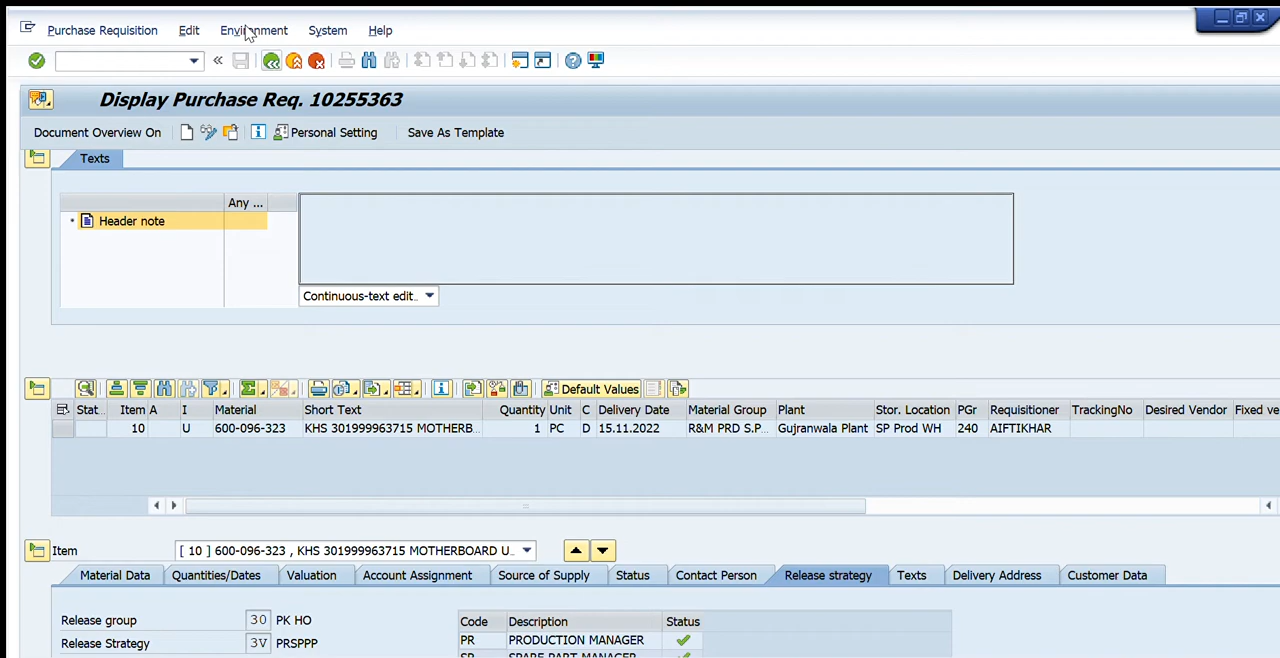 Purchase Requisition Edit Environment System Help
Display Purchase Req. 10255363
Document Overview On Personal Setting Save As Template
Texts
Any ...
Header note
Continuous-text edit..
Default Values
Stat.. Item A I Material Short Text Quantity Unit C Delivery Date Material Group Plant Stor. Location PGr Requisitioner TrackingNo Desired Vendor Fixed ve
10 U 600-096-323 KHS 301999963715 MOTHERB... 1 PC D 15.11.2022 R&M PRD S.P... Gujranwala Plant SP Prod WH 240 AIFTIKHAR
Item [ 10 ] 600-096-323 , KHS 301999963715 MOTHERBOARD U...
Material Data Quantities/Dates Valuation Account Assignment Source of Supply Status Contact Person Release strategy Texts Delivery Address Customer Data
Release group 30 PK HO
Code Description Status
Release Strategy 3V PRSPPP
PR PRODUCTION MANAGER
SP SPARE PART MANAGER